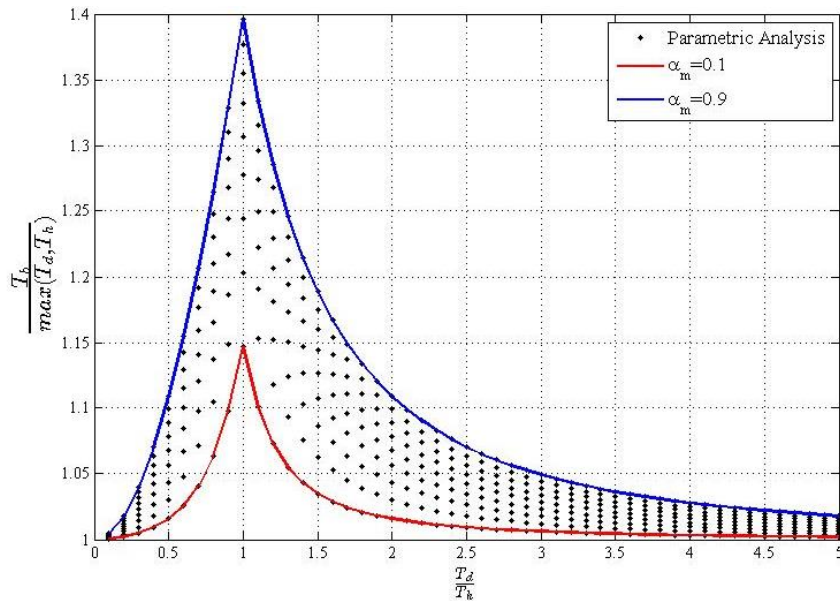 1.4
1.35
1.3
1.25
1.2
1.15
1.1
1.05
1
0 0.5 1 1.5 2 2.5 3 3.5 4 4.5 5
T_b
max(T_d,T_h)
T_d
T_h
Parametric Analysis
α_m=0.1
α_m=0.9